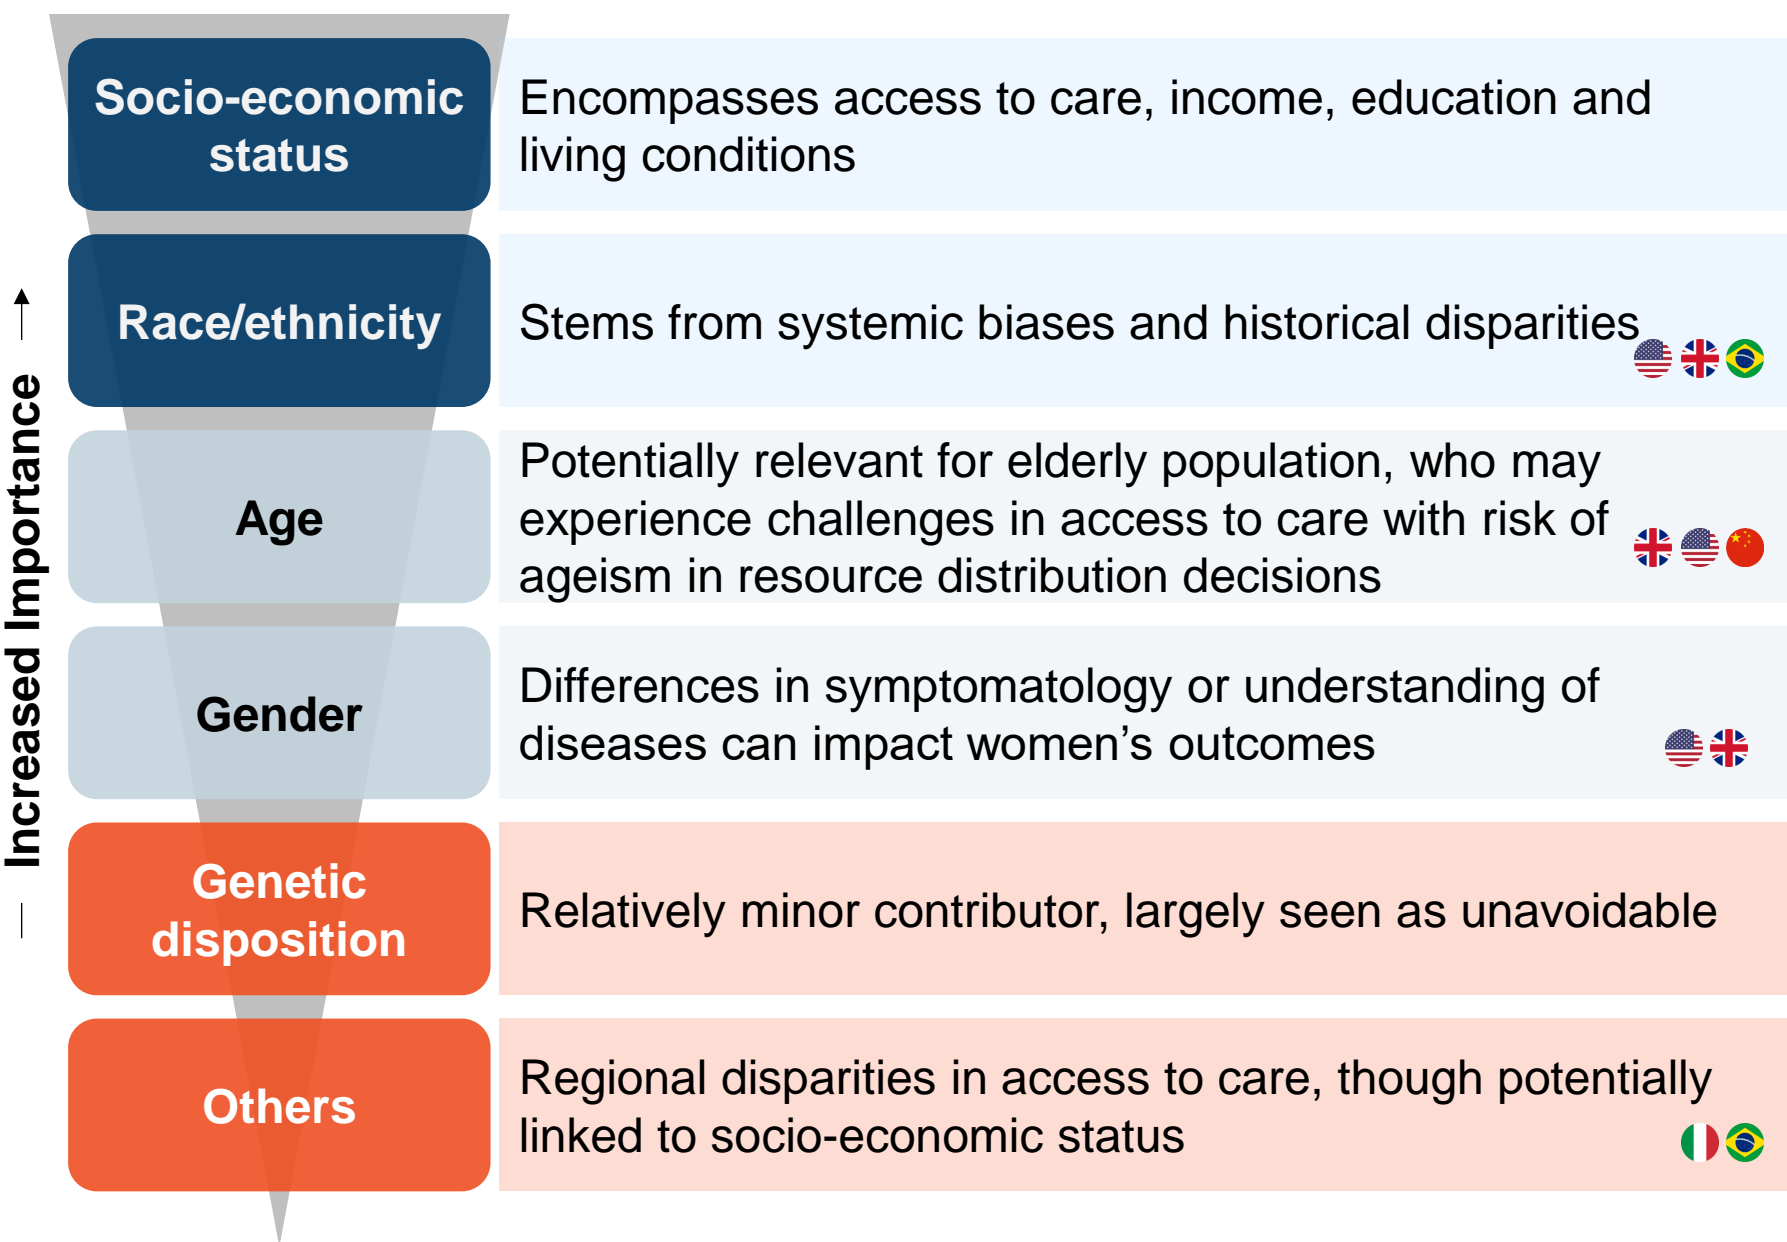 Increased Importance
Socio-economic
status
Encompasses access to care, income, education and
living conditions
Race/ethnicity
Stems from systemic biases and historical disparities
Age
Potentially relevant for elderly population, who may
experience challenges in access to care with risk of
ageism in resource distribution decisions
Gender
Differences in symptomatology or understanding of
diseases can impact women’s outcomes
Genetic
disposition
Relatively minor contributor, largely seen as unavoidable
Others
Regional disparities in access to care, though potentially
linked to socio-economic status